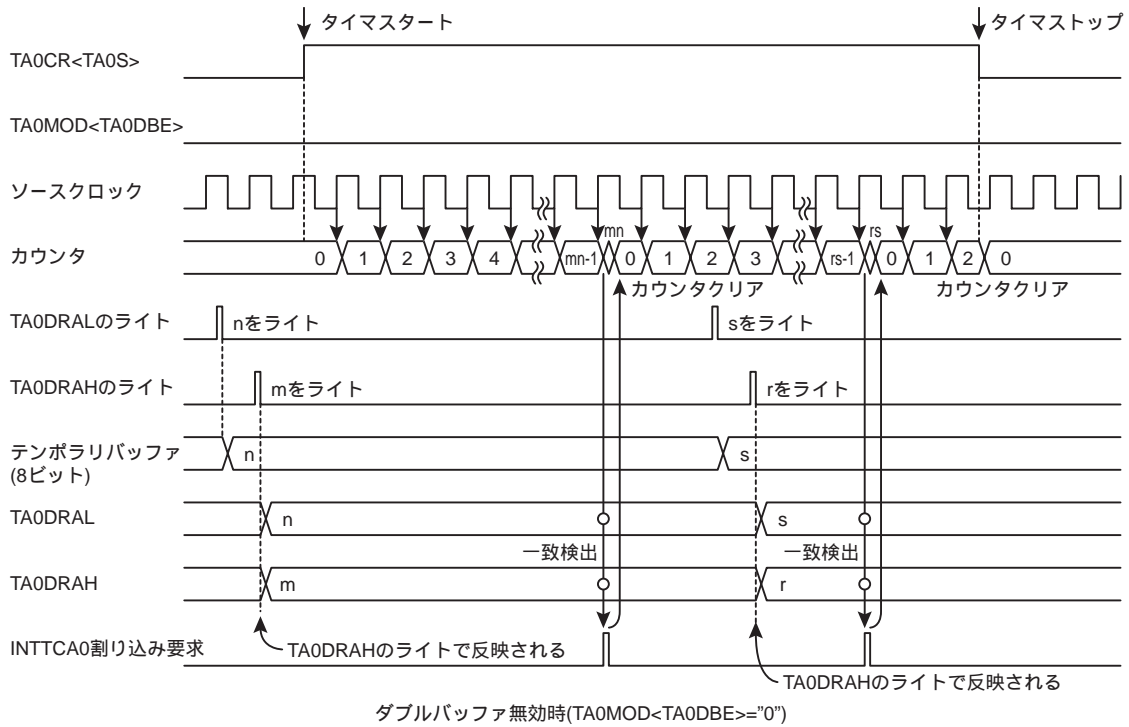 タイマスタート
タイマストップ
TA0CR<TA0S>
TA0MOD<TA0DBE>
ソースクロック
mn
rs
カウンタ
0 1 2 3 4 mn-1 0 1 2 3 rs-1 0 1 2 0
カウンタクリア
カウンタクリア
TA0DRALのライト
nをライト
sをライト
TA0DRAHのライト
mをライト
rをライト
テンポラリバッファ
(8ビット)
n
s
TA0DRAL
n
s
一致検出
一致検出
TA0DRAH
m
r
INTTCA0割り込み要求
TA0DRAHのライトで反映される
TA0DRAHのライトで反映される
ダブルバッファ無効時(TA0MOD<TA0DBE>="0")